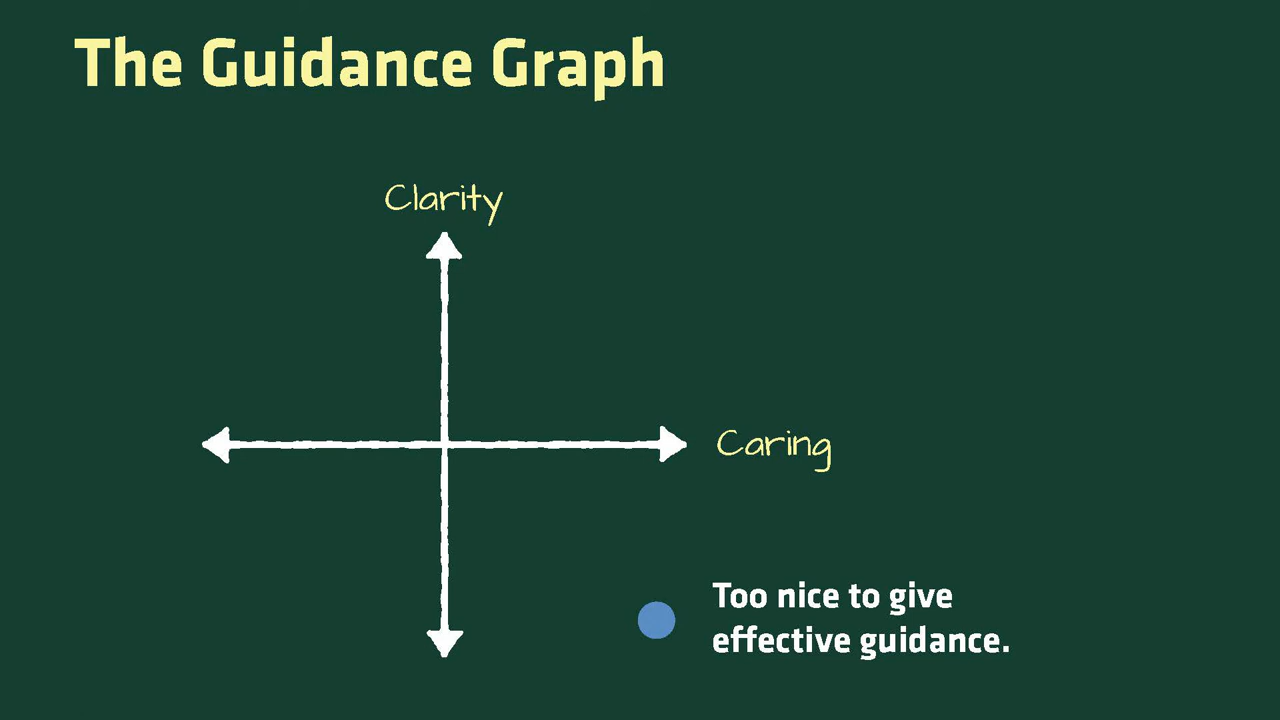 The Guidance Graph
Clarity
Caring
Too nice to give
effective guidance.